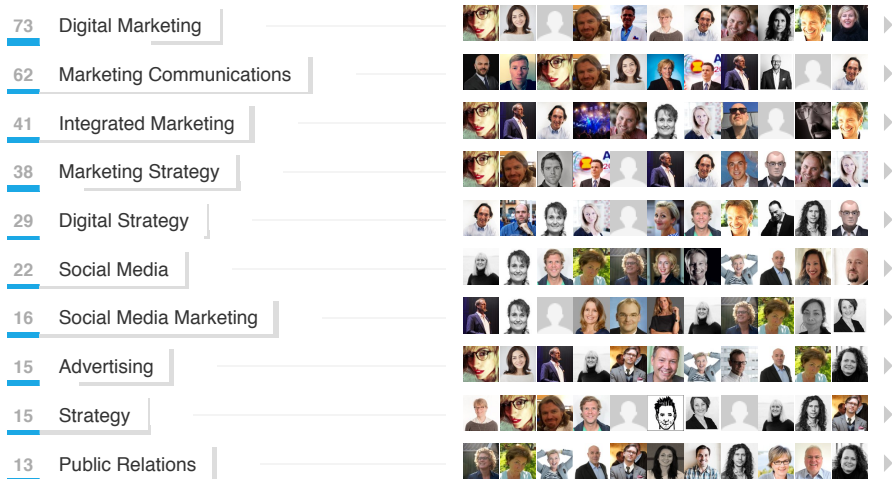 73 Digital Marketing
62 Marketing Communications
41 Integrated Marketing
38 Marketing Strategy
29 Digital Strategy
22 Social Media
16 Social Media Marketing
15 Advertising
15 Strategy
13 Public Relations